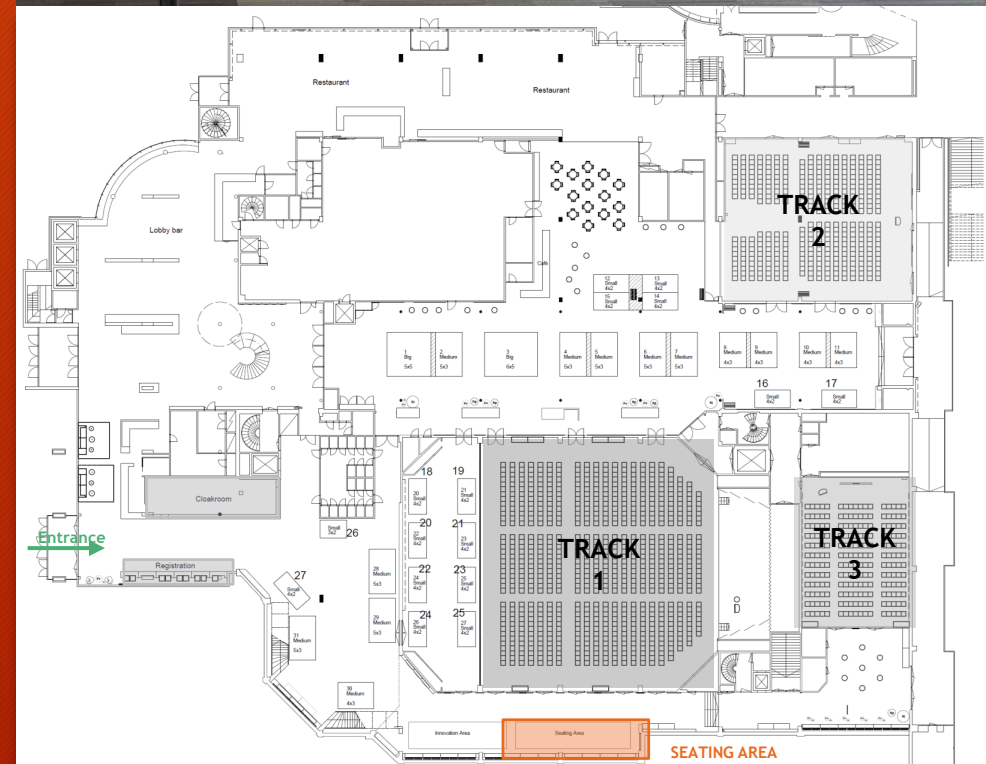 Restaurant
Restaurant
TRACK
2
Lobby bar
Café
12
Small
4x2
13
Small
4x2
15
Small
4x2
14
Small
4x2
1
Big
5x5
2
Medium
5x3
3
Big
6x5
4
Medium
5x3
5
Medium
5x3
6
Medium
5x3
7
Medium
5x3
8
Medium
4x3
9
Medium
4x3
10
Medium
4x3
11
Medium
4x3
16
Small
4x2
17
Small
4x2
18
20
Small
4x2
19
21
Small
4x2
Cloakroom
20
22
Small
4x2
21
23
Small
4x2
Small
3x2
26
TRACK
1
TRACK
3
Entrance
Registration
22
24
Small
4x2
23
25
Small
4x2
28
Medium
5x3
27
Small
4x2
24
26
Small
4x2
25
27
Small
4x2
29
Medium
5x3
31
Medium
5x3
D
30
Medium
4x3
Innovation Area
Seating Area
SEATING AREA